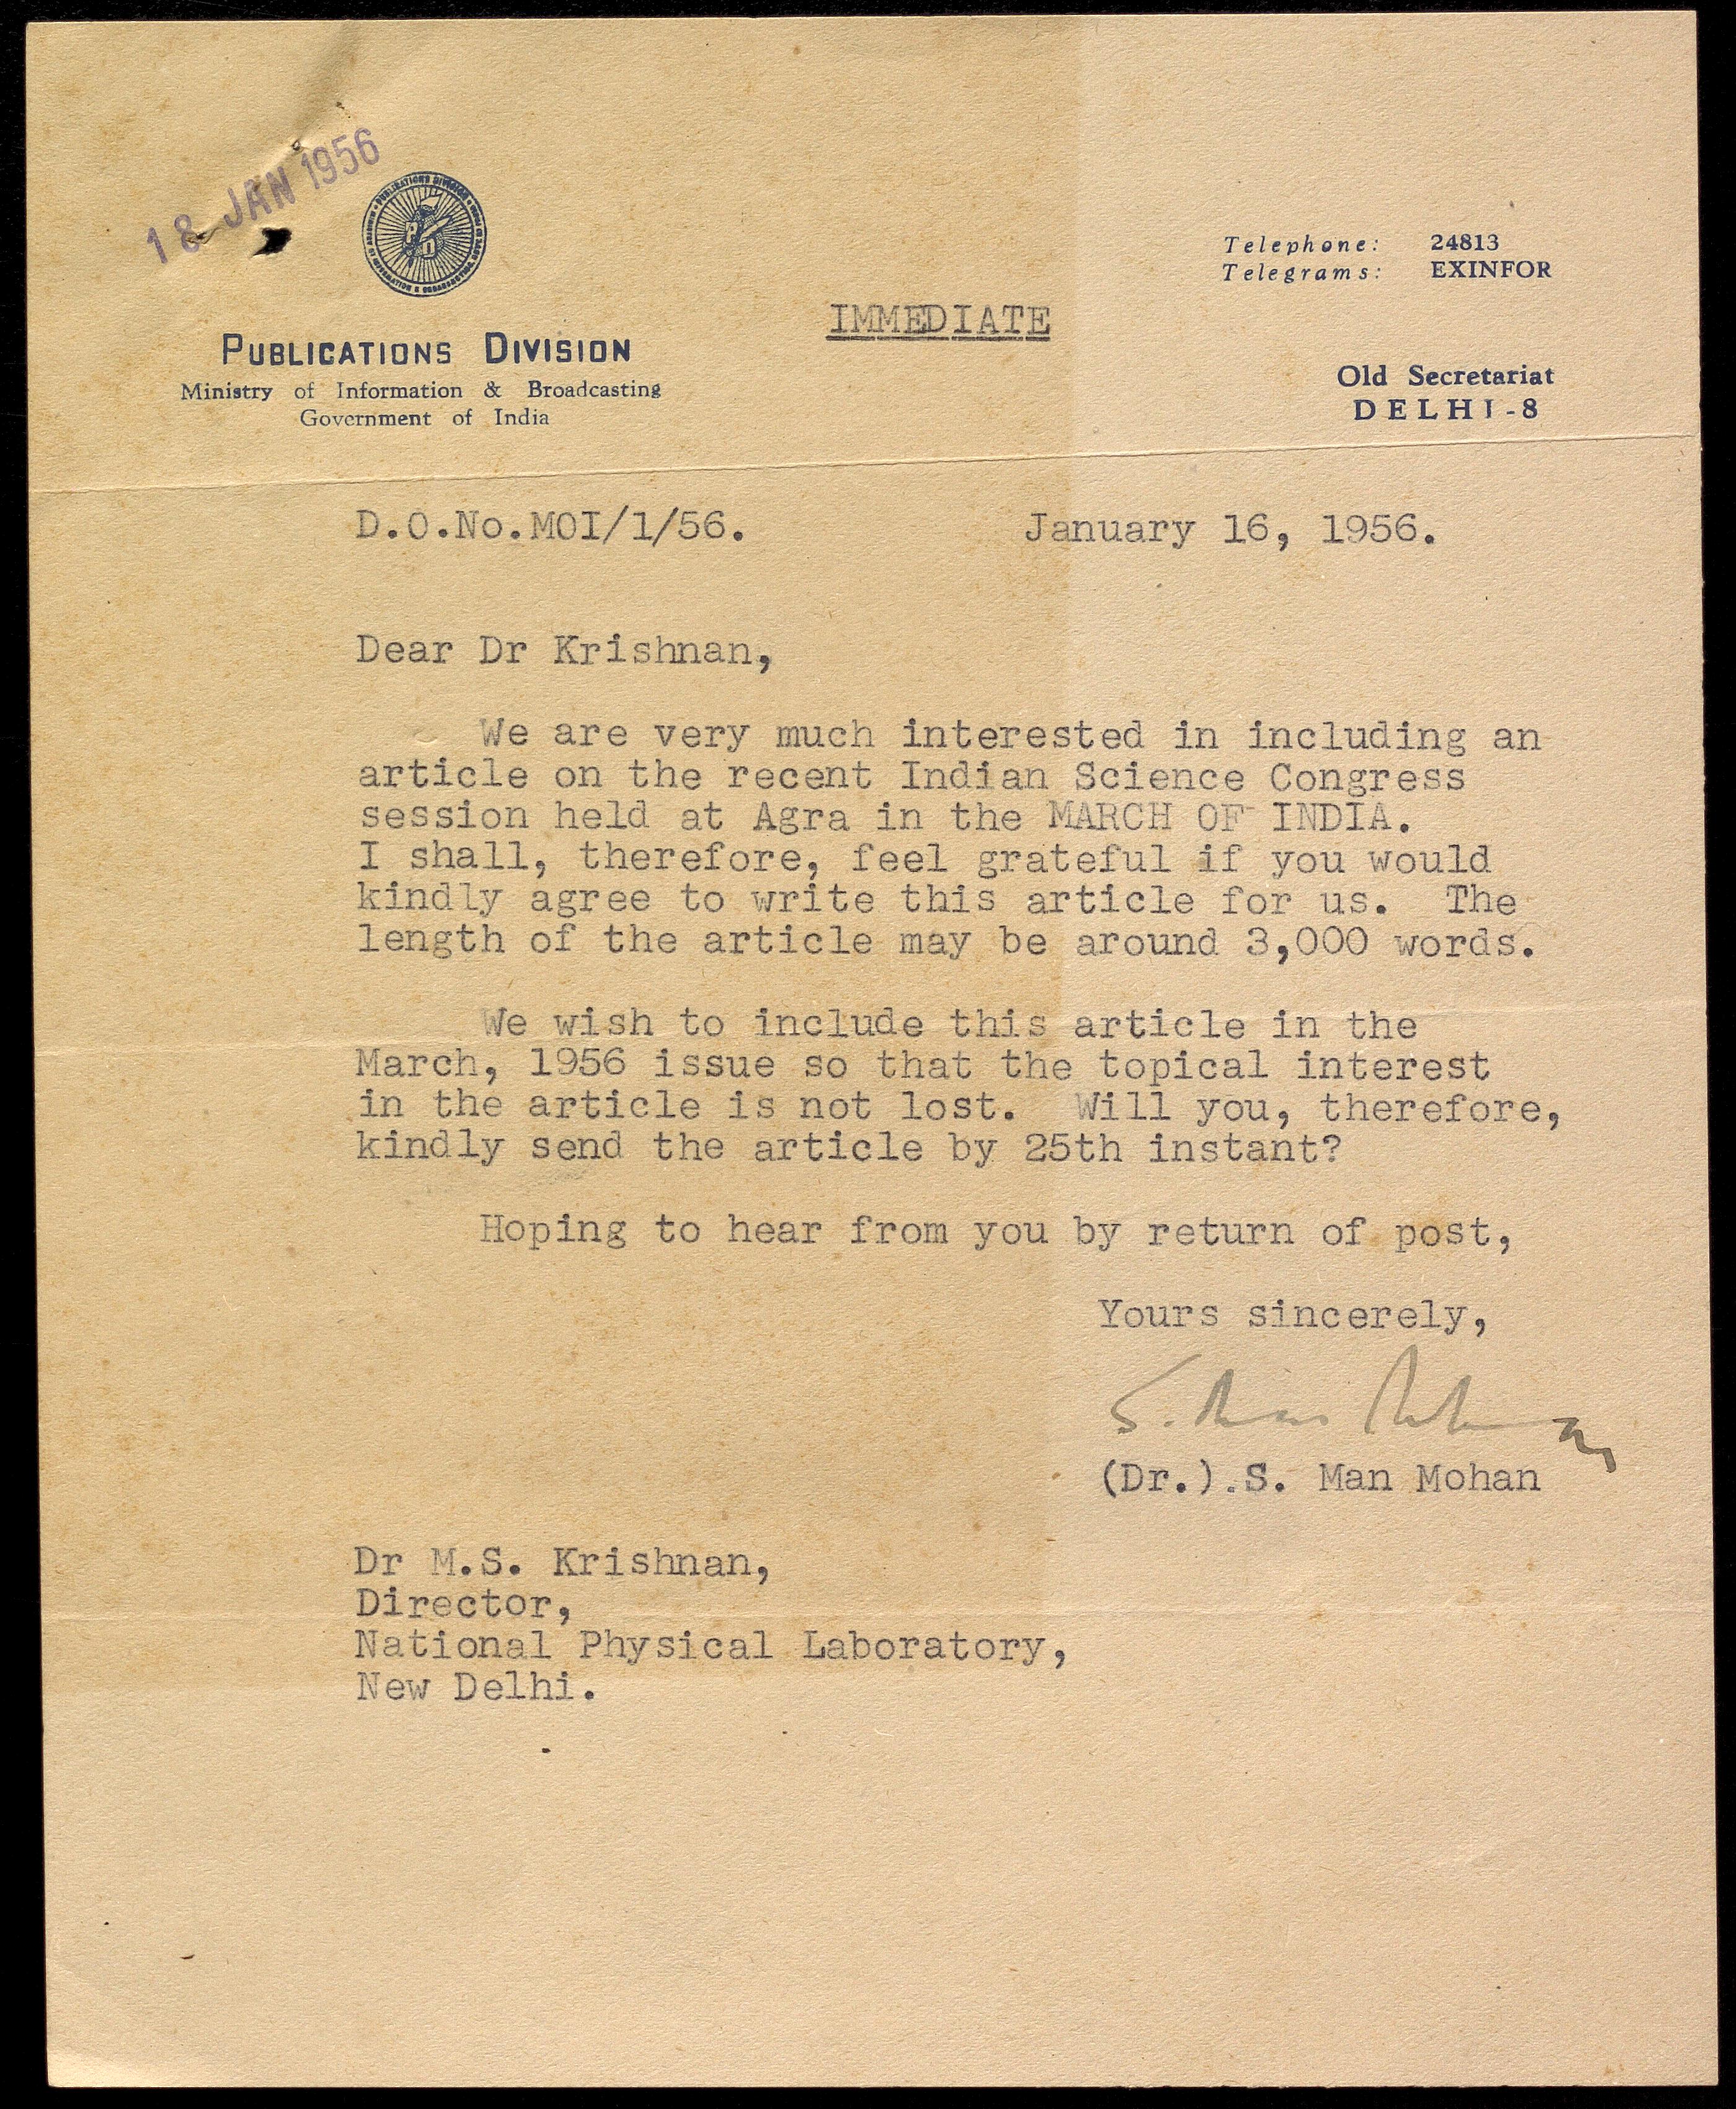 18 JAN 1956
PUBLICATIONS DIVISION
Ministry of Information & Broadcasting
Government of India
IMMEDIATE
Telephone: 24813
Telegrams: EXINFOR
Old Secretariat
DELHI-8
D.O.No.MOI/1/56. January 16, 1956.
Dear Dr Krishnan,
We are very much interested in including an
article on the recent Indian Science Congress
session held at Agra in the MARCH OF INDIA.
I shall, therefore, feel grateful if you would
kindly agree to write this article for us. The
length of the article may be around 3,000 words.
We wish to include this article in the
March, 1956 issue so that the topical interest
in the article is not lost. Will you, therefore,
kindly send the article by 25th instant?
Hoping to hear from you by return of post,
Yours sincerely,
S. Man Mohan
(Dr.).S. Man Mohan
Dr M.S. Krishnan,
Director,
National Physical Laboratory,
New Delhi.